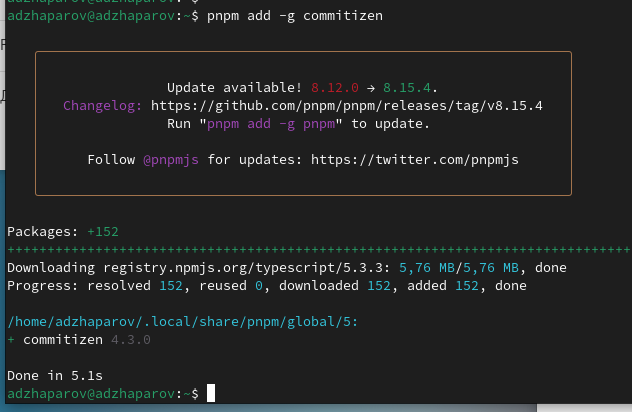 adzhaparov@adzhaparov:~$ pnpm add -g commitizen
Update available! 8.12.0 → 8.15.4.
Changelog: https://github.com/pnpm/pnpm/releases/tag/v8.15.4
Run "pnpm add -g pnpm" to update.
Follow @pnpmjs for updates: https://twitter.com/pnpmjs
Packages: +152
++++++++++++++++++++++++++++++++++++++++++++++++++++++++++++++++++++++++++++++
Downloading registry.npmjs.org/typescript/5.3.3: 5,76 MB/5,76 MB, done
Progress: resolved 152, reused 0, downloaded 152, added 152, done
/home/adzhaparov/.local/share/pnpm/global/5:
+ commitizen 4.3.0
Done in 5.1s
adzhaparov@adzhaparov:~$